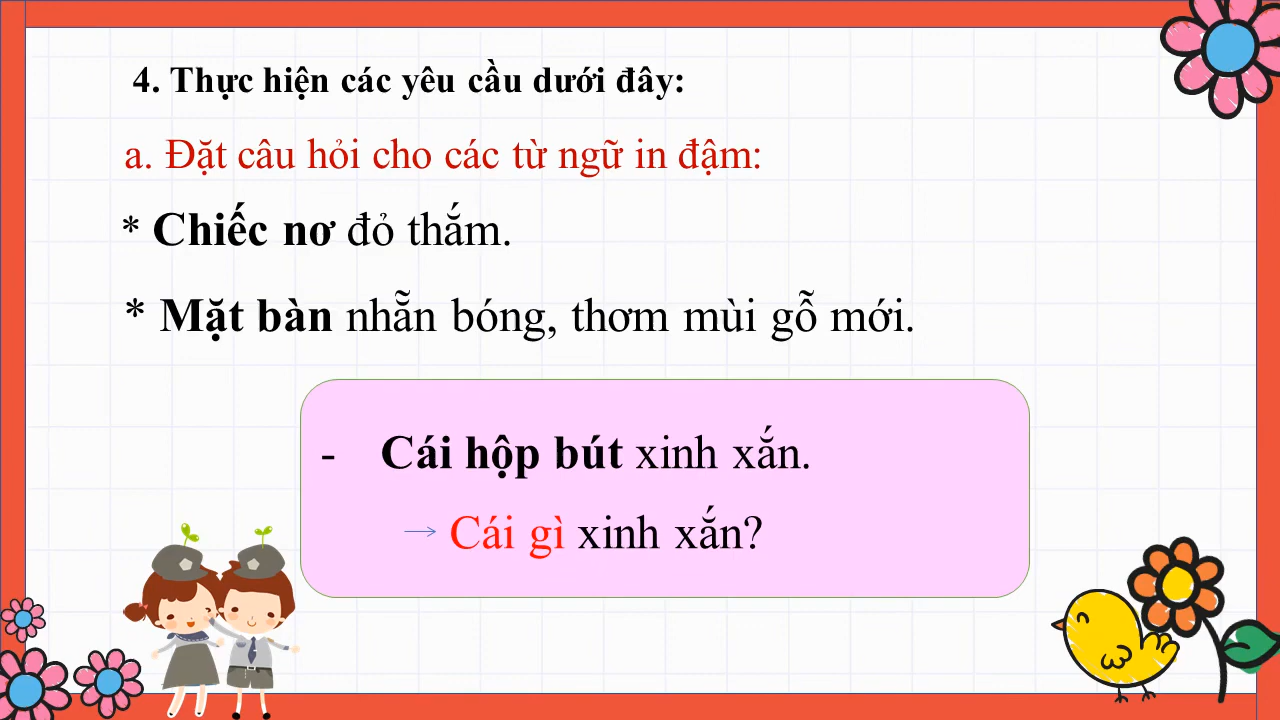 4. Thực hiện các yêu cầu dưới đây:
a. Đặt câu hỏi cho các từ ngữ in đậm:
* Chiếc nơ đỏ thắm.
* Mặt bàn nhẵn bóng, thơm mùi gỗ mới.
- Cái hộp bút xinh xắn.
→ Cái gì xinh xắn?